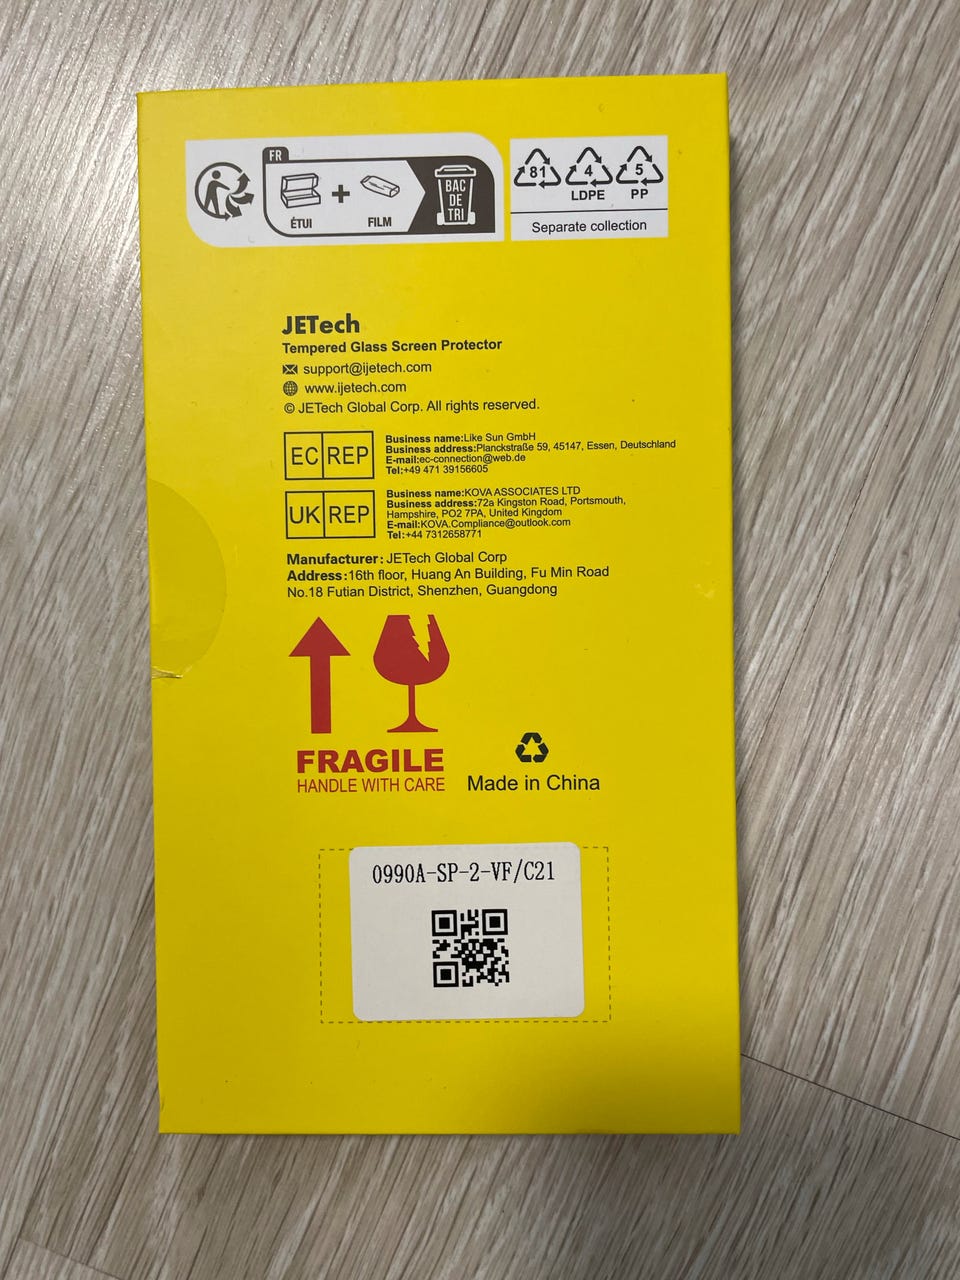 FR
ÉTUI
+
FILM
BAC
DE
TRI
81
4
5
LDPE
PP
Separate collection
JETech
Tempered Glass Screen Protector
support@ijetech.com
www.ijetech.com
© JETech Global Corp. All rights reserved.
EC REP
Business name:Like Sun GmbH
Business address:Planckstraße 59, 45147, Essen, Deutschland
E-mail:ec-connection@web.de
Tel:+49 471 39156605
UK REP
Business name:KOVA ASSOCIATES LTD
Business address:72a Kingston Road, Portsmouth,
Hampshire, PO2 7PA, United Kingdom
E-mail:KOVA.Compliance@outlook.com
Tel:+44 7312658771
Manufacturer: JETech Global Corp
Address:16th floor, Huang An Building, Fu Min Road
No.18 Futian District, Shenzhen, Guangdong
FRAGILE
HANDLE WITH CARE
Made in China
0990A-SP-2-VF/C21